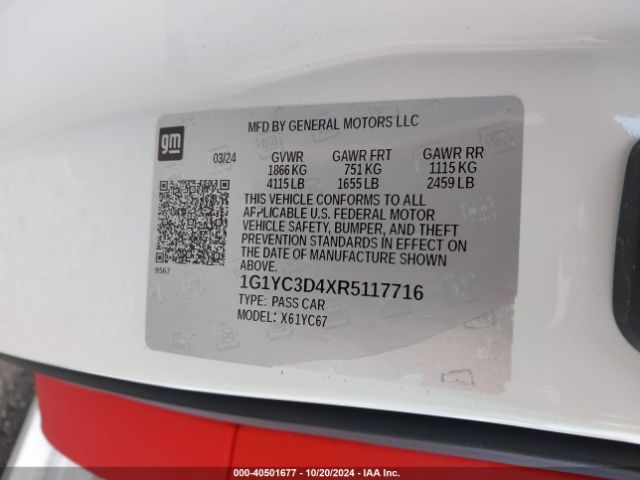 gm
MFD BY GENERAL MOTORS LLC
03/24
GVWR GAWR FRT GAWR RR
1866 KG 751 KG 1115 KG
4115 LB 1655 LB 2459 LB
THIS VEHICLE CONFORMS TO ALL
APPLICABLE U.S. FEDERAL MOTOR
VEHICLE SAFETY, BUMPER, AND THEFT
PREVENTION STANDARDS IN EFFECT ON
THE DATE OF MANUFACTURE SHOWN
ABOVE.
9567
1G1YC3D4XR5117716
TYPE: PASS CAR
MODEL: X61YC67
000-40501677 - 10/20/2024 - IAA Inc.